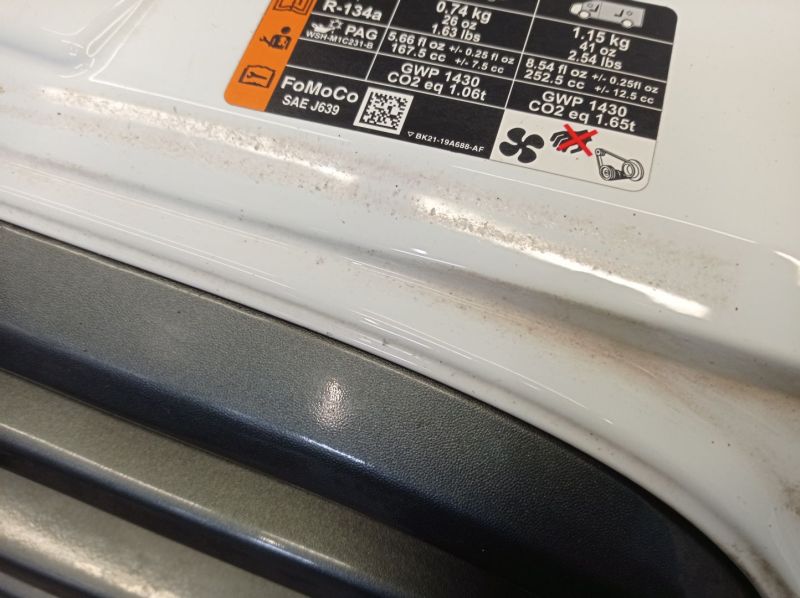 R-134a
PAG
WSH-M1C231-B
0.74 kg
26 oz
1.63 lbs
5,66 fl oz +/- 0.25 fl oz
167.5 cc +/- 7.5 cc
GWP 1430
CO2 eq 1.06t
1.15 kg
41 oz
2.54 lbs
8.54 fl oz +/- 0.25fl oz
252.5 cc +/- 12.5 cc
GWP 1430
CO2 eq 1.65t
FoMoCo
SAE J639
BK21-19A688-AF